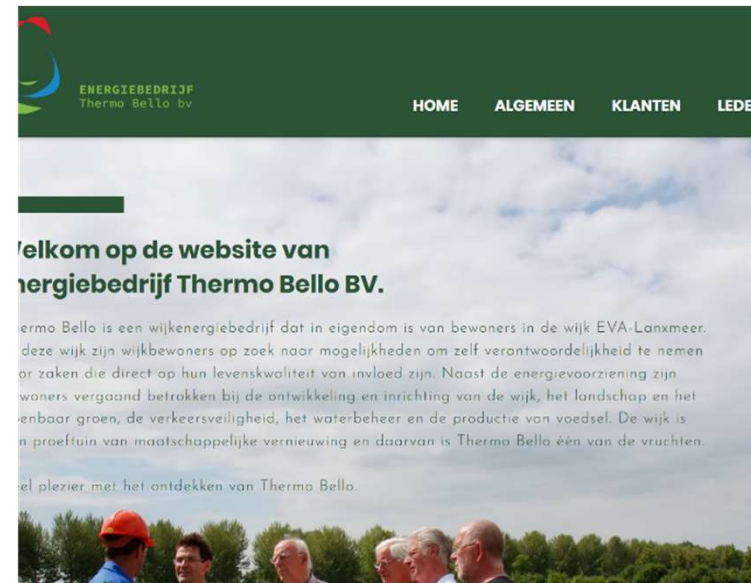 ENERGIEBEDRIJF
Thermo Bello bv
HOME ALGEMEEN KLANTEN LEDE
elkom op de website van
nergiebedrijf Thermo Bello BV.
ermo Bello is een wijkenergiebedrijf dat in eigendom is van bewoners in de wijk EVA-Lanxmeer.
deze wijk zijn wijkbewoners op zoek naar mogelijkheden om zelf verantwoordelijkheid te nemen
or zaken die direct op hun levenskwaliteit van invloed zijn. Naast de energievoorziening zijn
woners vergaand betrokken bij de ontwikkeling en inrichting van de wijk, het landschap en het
enbaar groen, de verkeersveiligheid, het waterbeheer en de productie van voedsel. De wijk is
n proeftuin van maatschappelijke vernieuwing en daarvan is Thermo Bello één van de vruchten.
el plezier met het ontdekken van Thermo Bello.